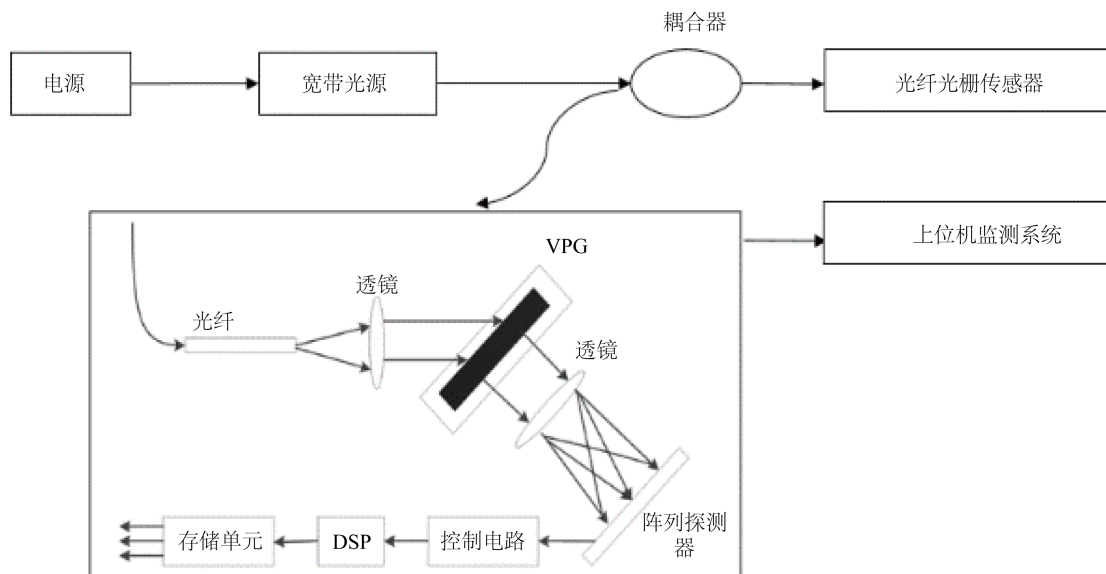 耦合器
电源
宽带光源
光纤光栅传感器
上位机监测系统
VPG
透镜
光纤
透镜
阵列探测
器
存储单元
DSP
控制电路